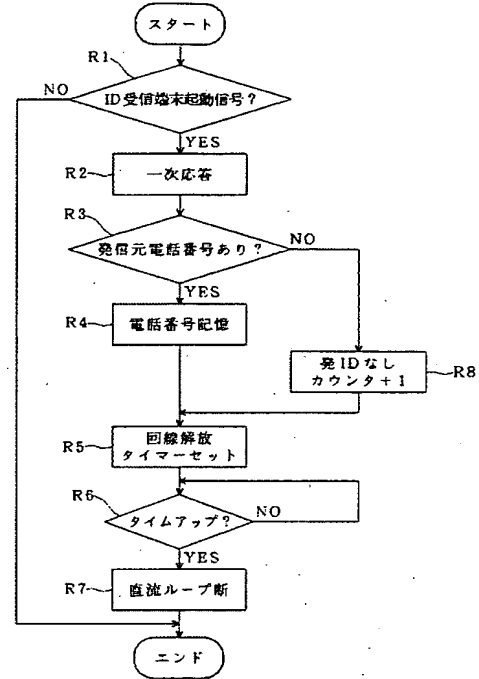 スタート
R1
NO
ID受信端末起動信号?
YES
R2
一次応答
R3
発信元電話番号あり?
NO
YES
R4
電話番号記憶
発IDなし
カウンタ+1
R8
R5
回線解放
タイマーセット
R6
タイムアップ?
NO
YES
R7
直流ループ断
エンド